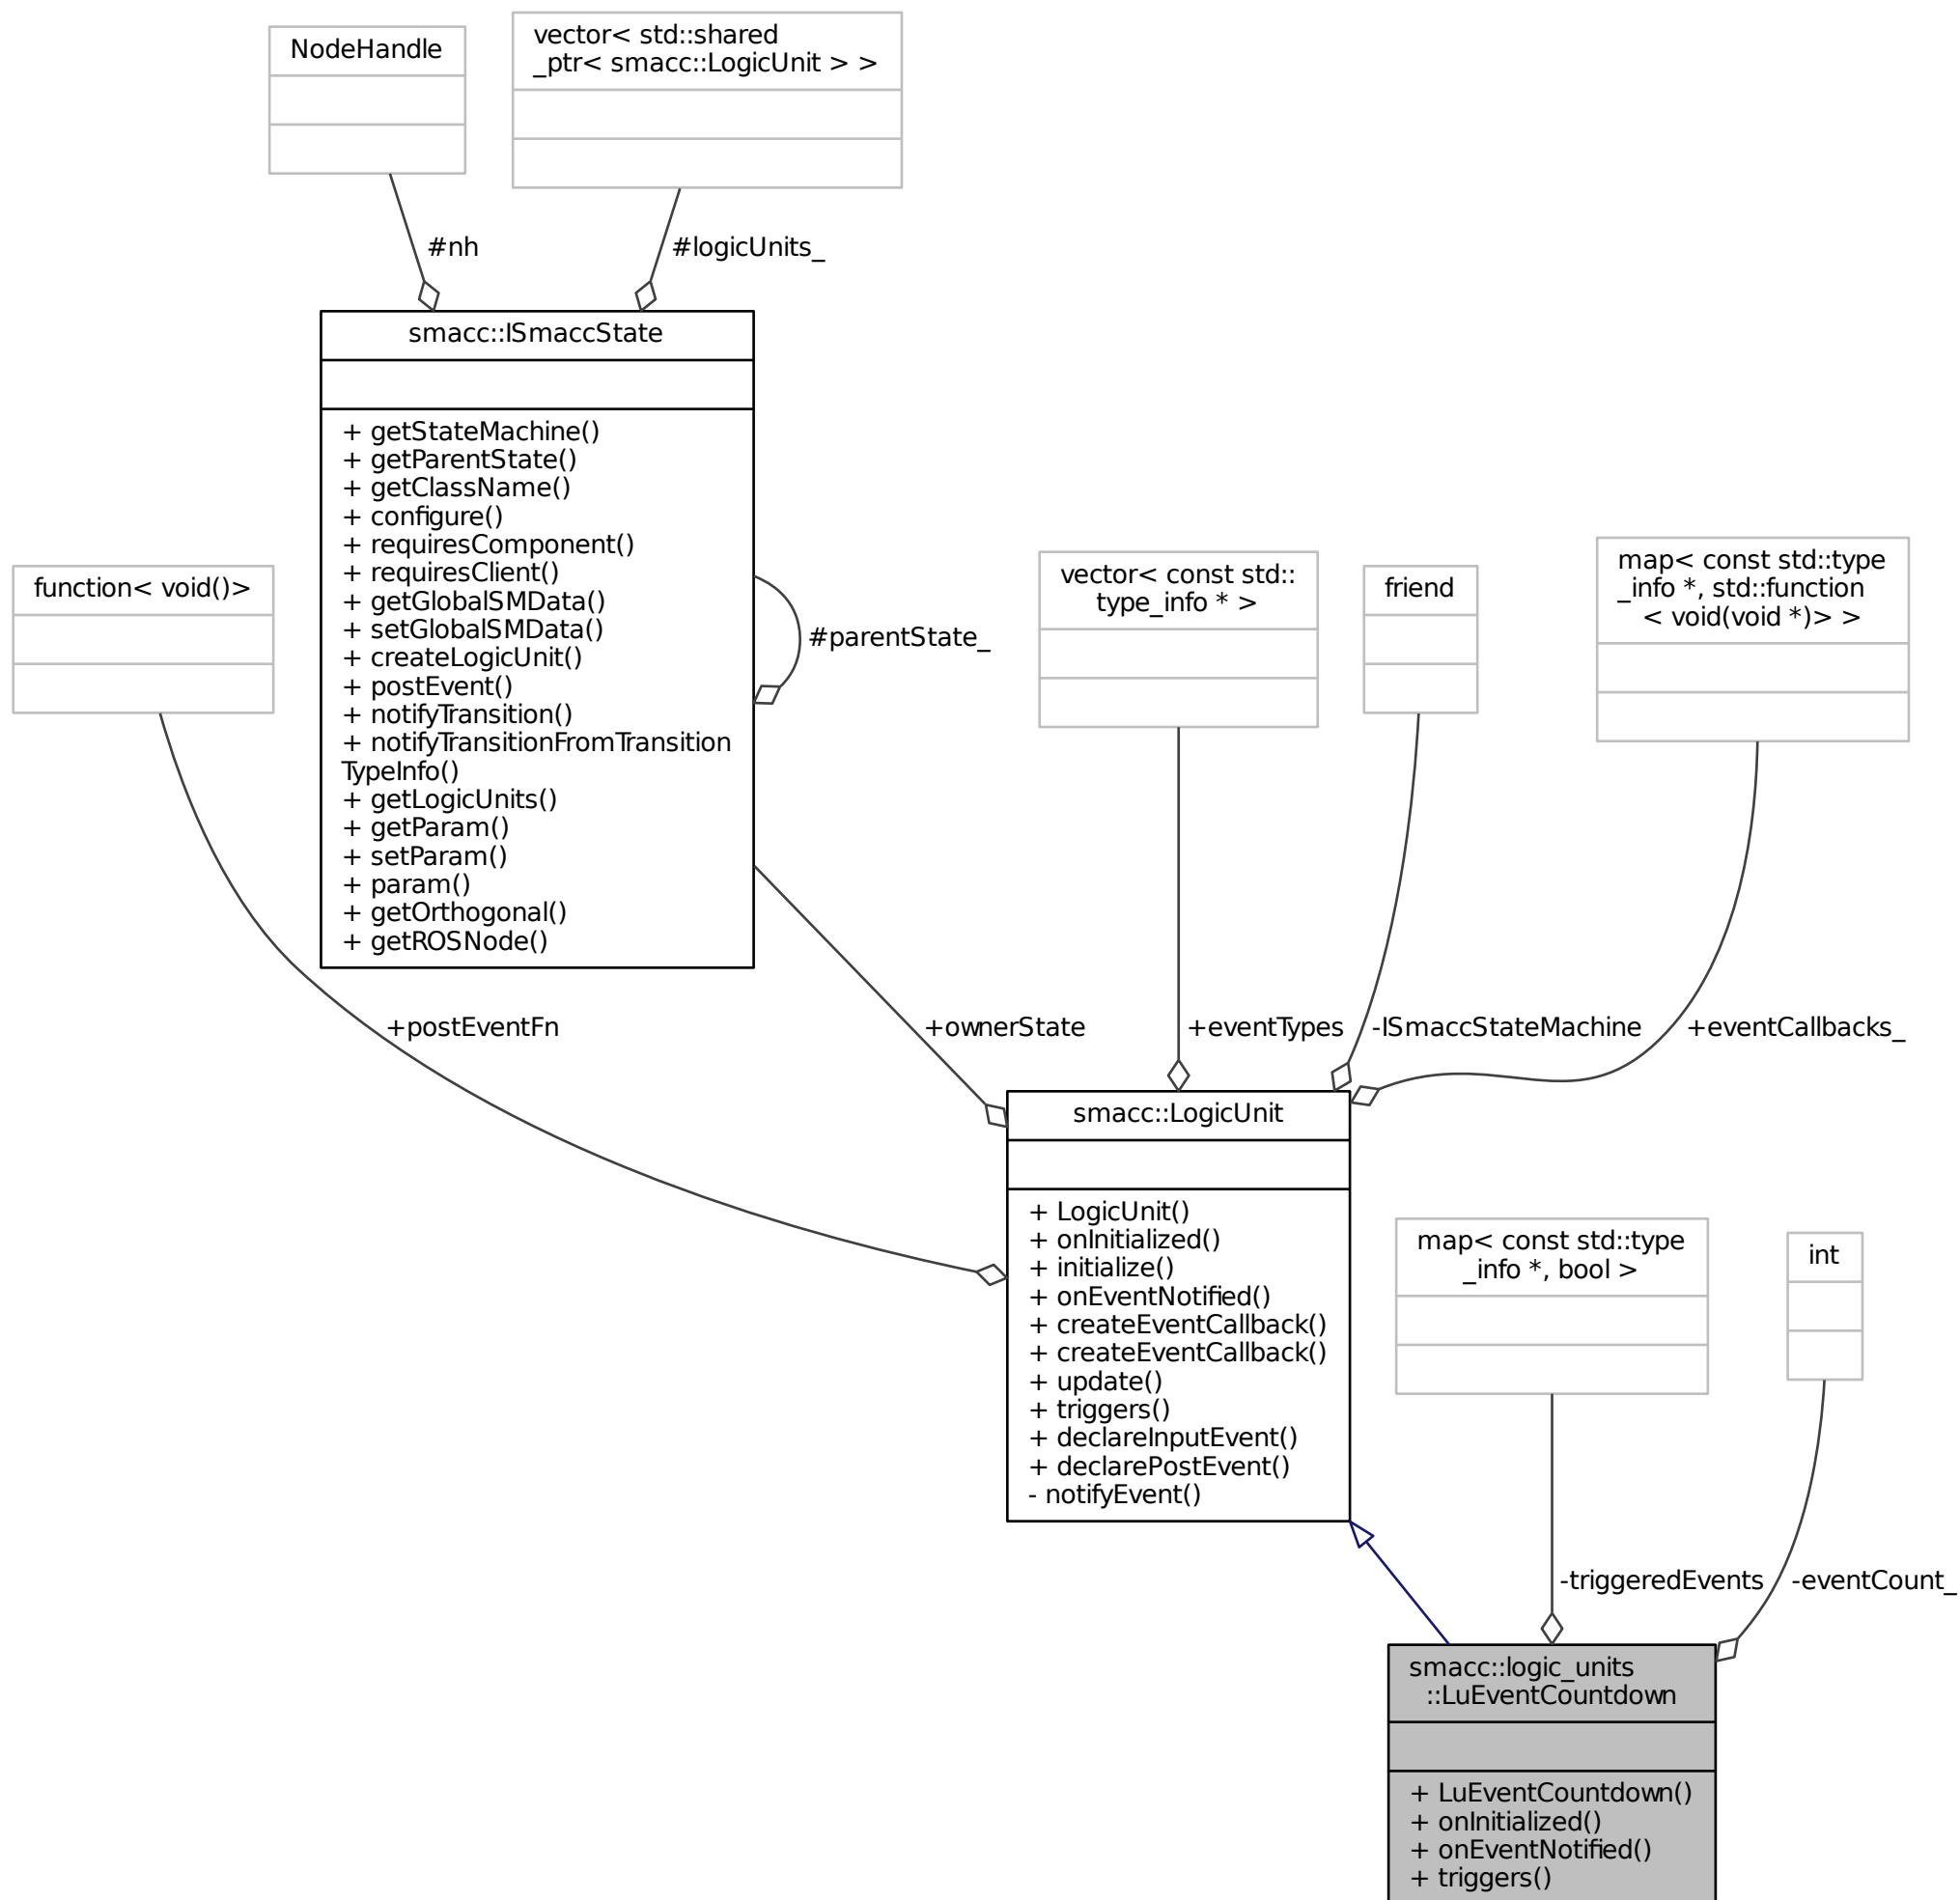 NodeHandle
vector< std::shared
_ptr< smacc::LogicUnit > >
#nh
#logicUnits_
smacc::ISmaccState
+ getStateMachine()
+ getParentState()
+ getClassName()
+ configure()
+ requiresComponent()
+ requiresClient()
+ getGlobalSMData()
+ setGlobalSMData()
+ createLogicUnit()
+ postEvent()
+ notifyTransition()
+ notifyTransitionFromTransition
TypeInfo()
+ getLogicUnits()
+ getParam()
+ setParam()
+ param()
+ getOrthogonal()
+ getROSNode()
#parentState_
function< void()>
vector< const std::
type_info * >
friend
map< const std::type
_info *, std::function
< void(void *)> >
+postEventFn
+ownerState
+eventTypes
-ISmaccStateMachine
+eventCallbacks_
smacc::LogicUnit
+ LogicUnit()
+ onInitialized()
+ initialize()
+ onEventNotified()
+ createEventCallback()
+ createEventCallback()
+ update()
+ triggers()
+ declareInputEvent()
+ declarePostEvent()
- notifyEvent()
map< const std::type
_info *, bool >
int
-triggeredEvents
-eventCount_
smacc::logic_units
::LuEventCountdown
+ LuEventCountdown()
+ onInitialized()
+ onEventNotified()
+ triggers()